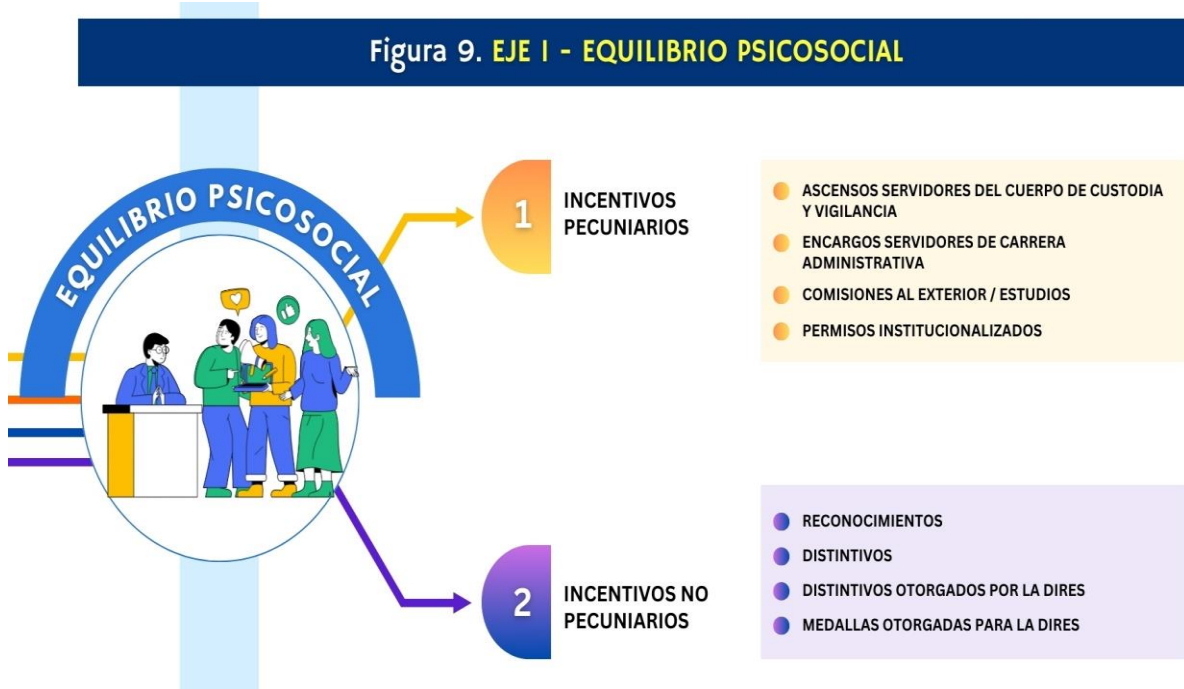 Figura 9. EJE I - EQUILIBRIO PSICOSOCIAL
EQUILIBRIO PSICOSOCIAL
1
INCENTIVOS
PECUNIARIOS
ASCENSOS SERVIDORES DEL CUERPO DE CUSTODIA
Y VIGILANCIA
ENCARGOS SERVIDORES DE CARRERA
ADMINISTRATIVA
COMISIONES AL EXTERIOR / ESTUDIOS
PERMISOS INSTITUCIONALIZADOS
2
INCENTIVOS NO
PECUNIARIOS
RECONOCIMIENTOS
DISTINTIVOS
DISTINTIVOS OTORGADOS POR LA DIRES
MEDALLAS OTORGADAS PARA LA DIRES